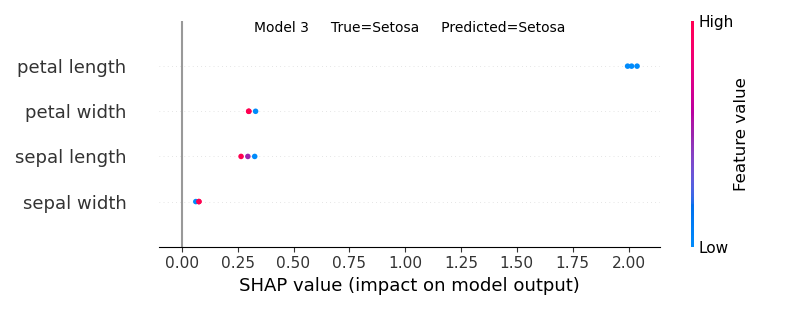 Model 3 True=Setosa Predicted=Setosa
High
petal length
petal width
sepal length
sepal width
Feature value
Low
0.00 0.25 0.50 0.75 1.00 1.25 1.50 1.75 2.00
SHAP value (impact on model output)